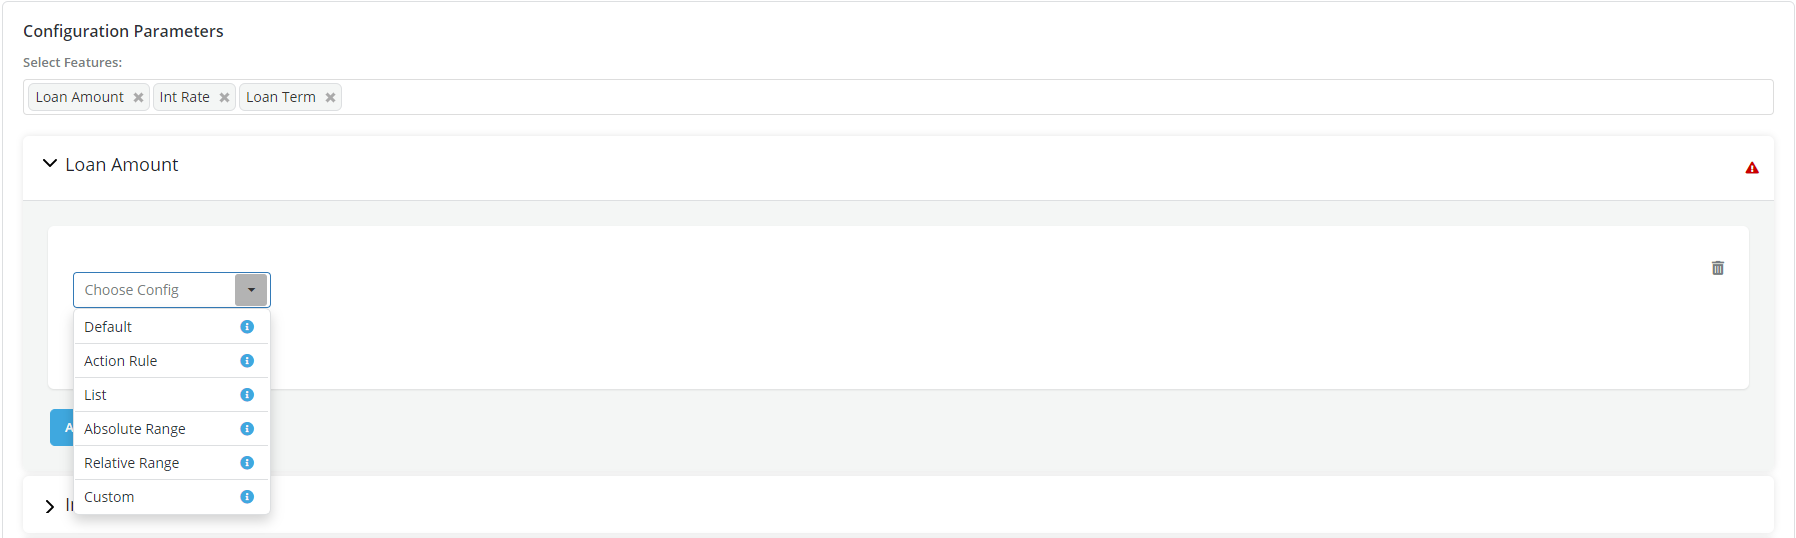 Configuration Parameters
Select Features:
Loan Amount Int Rate Loan Term
Loan Amount
Choose Config
Default
Action Rule
List
Absolute Range
Relative Range
Custom